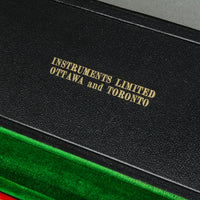 INSTRUMENTS LIMITED
OTTAWA and TORONTO